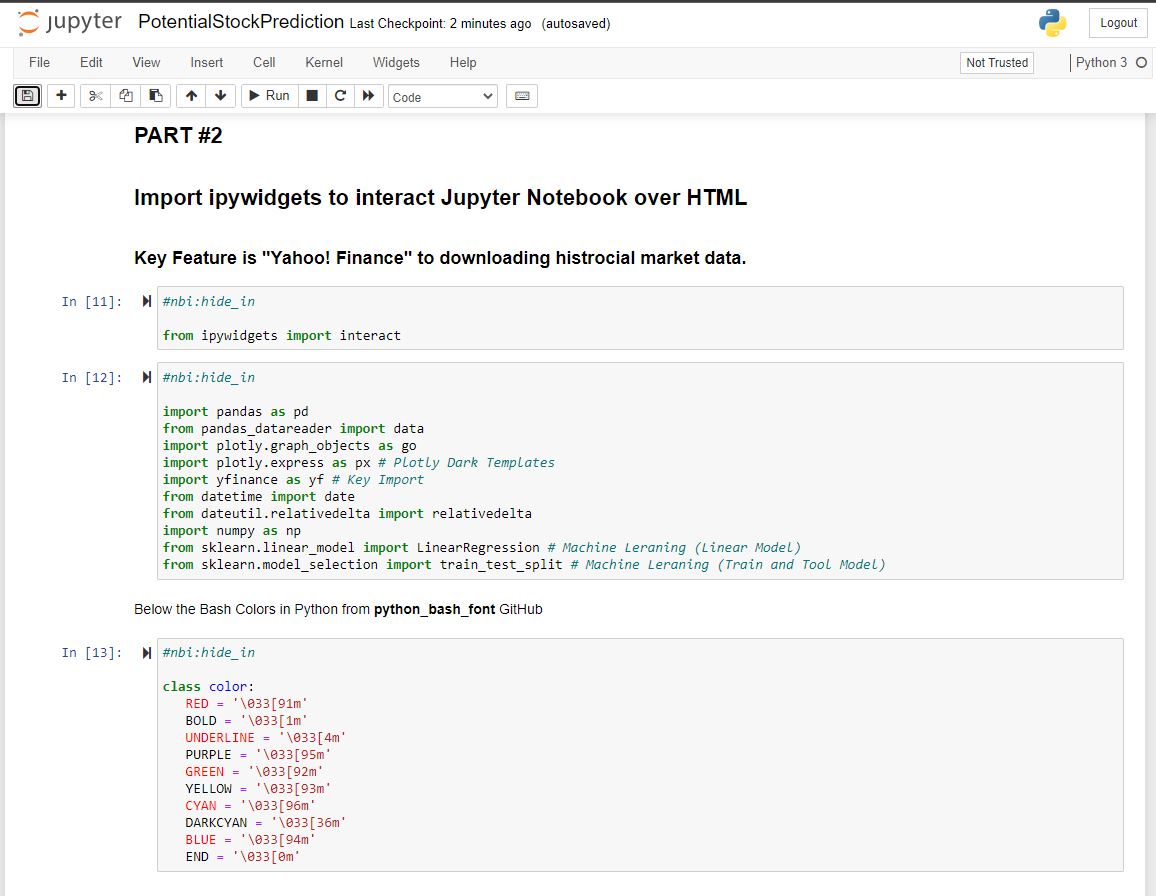 jupyter PotentialStockPrediction Last Checkpoint: 2 minutes ago (autosaved) Logout
File Edit View Insert Cell Kernel Widgets Help Not Trusted Python 3
Run Code
PART #2
Import ipywidgets to interact Jupyter Notebook over HTML
Key Feature is "Yahoo! Finance" to downloading histrocial market data.
In [11]: #nbi:hide_in
from ipywidgets import interact
In [12]: #nbi:hide_in
import pandas as pd
from pandas_datareader import data
import plotly.graph_objects as go
import plotly.express as px # Plotly Dark Templates
import yfinance as yf # Key Import
from datetime import date
from dateutil.relativedelta import relativedelta
import numpy as np
from sklearn.linear_model import LinearRegression # Machine Leraning (Linear Model)
from sklearn.model_selection import train_test_split # Machine Leraning (Train and Tool Model)
Below the Bash Colors in Python from python_bash_font GitHub
In [13]: #nbi:hide_in
class color:
RED = '\033[91m'
BOLD = '\033[1m'
UNDERLINE = '\033[4m'
PURPLE = '\033[95m'
GREEN = '\033[92m'
YELLOW = '\033[93m'
CYAN = '\033[96m'
DARKCYAN = '\033[36m'
BLUE = '\033[94m'
END = '\033[0m'